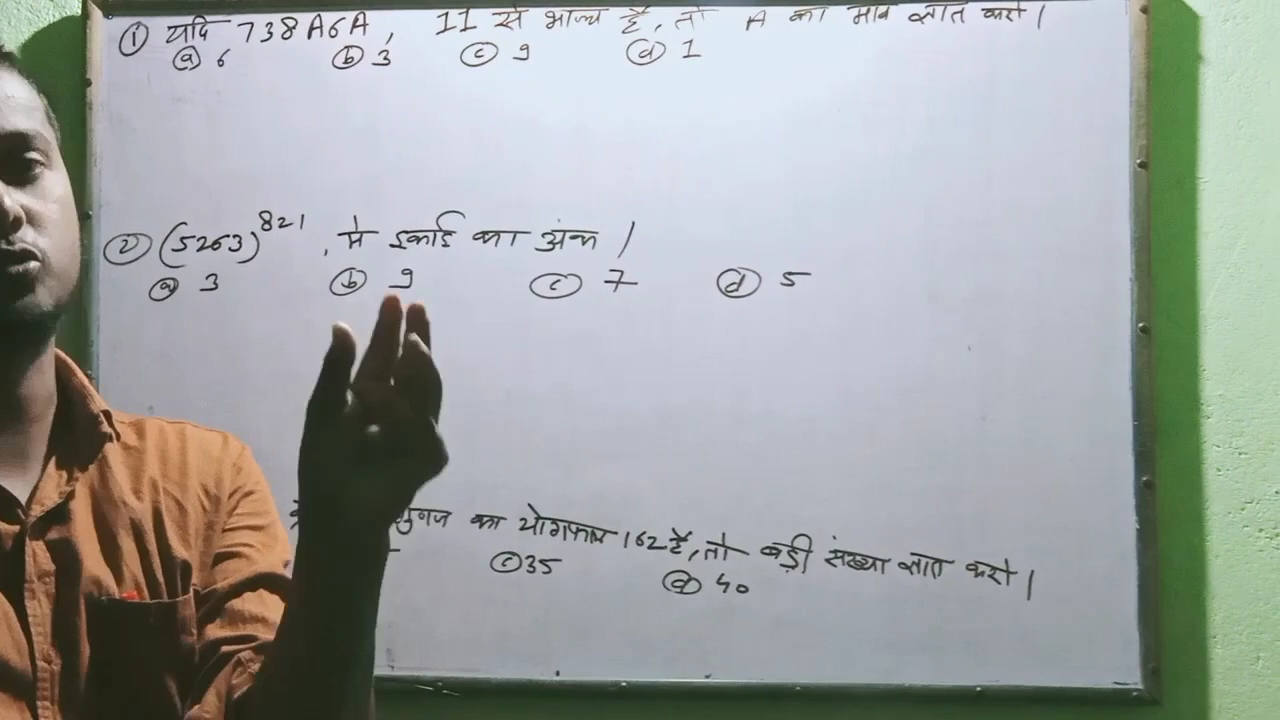 ① यदि 738A6A, 11 से भाज्य है, तो A का मान ज्ञात करो।
ⓐ 6 ⓑ 3 ⓒ 9 ⓓ 1
② (5263)^821, मे इकाई का अंक।
ⓐ 3 ⓑ 9 ⓒ 7 ⓓ 5
का योगफल 162 है, तो बड़ी संख्या ज्ञात करो।
ⓒ 35 ⓓ 40